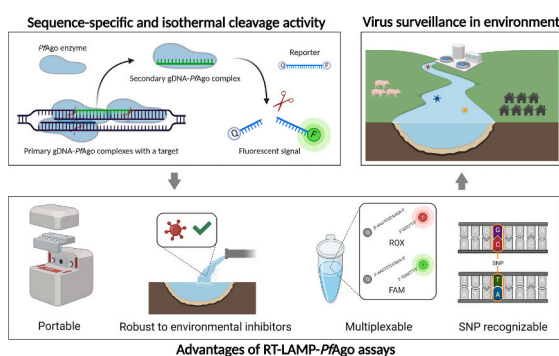 Sequence-specific and isothermal cleavage activity
PfAgo enzyme
Secondary gDNA-PfAgo complex
Reporter
Q
F
Q
F
Primary gDNA-PfAgo complexes with a target
Fluorescent signal
Virus surveillance in environment
Portable
Robust to environmental inhibitors
ROX
FAM
Multiplexable
G
C
SNP
T
A
SNP recognizable
Advantages of RT-LAMP-PfAgo assays